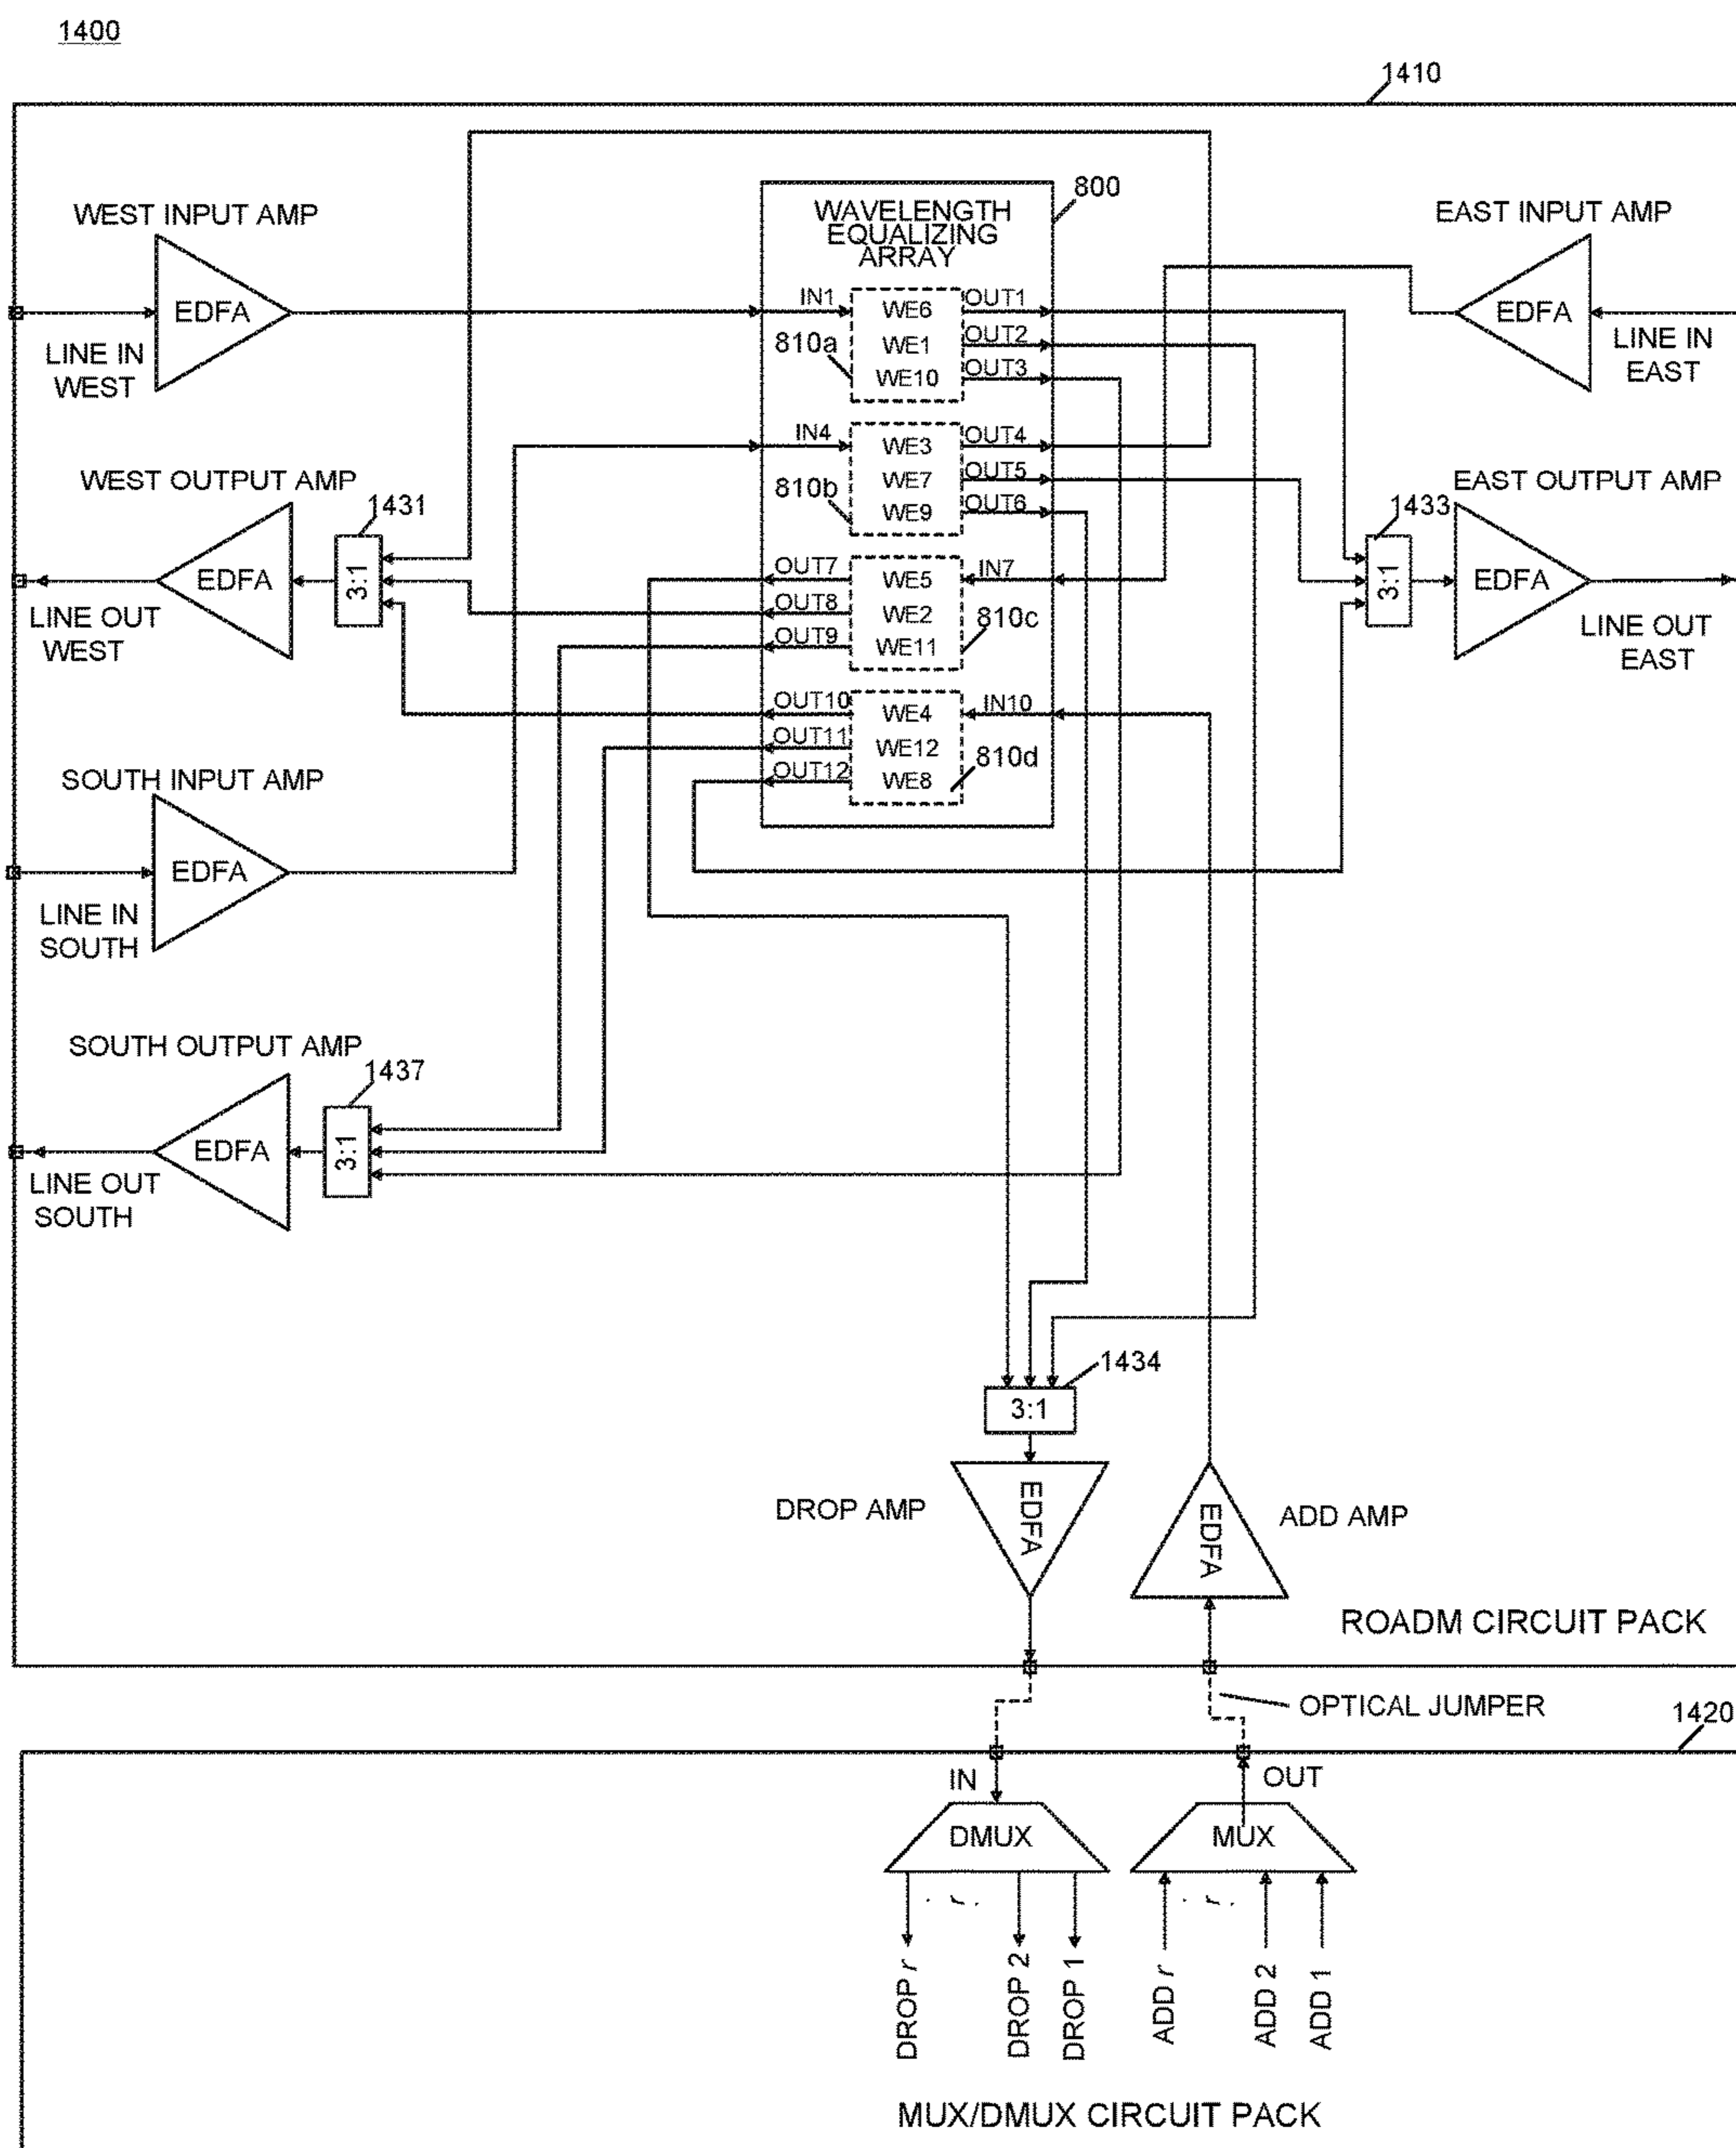 1400
1410
WEST INPUT AMP
EDFA
LINE IN
WEST
WAVELENGTH
EQUALIZING
ARRAY
800
EAST INPUT AMP
EDFA
LINE IN
EAST
IN1
WE6
OUT1
810a
WE1
OUT2
WE10
OUT3
IN4
WE3
OUT4
810b
WE7
OUT5
WE9
OUT6
WEST OUTPUT AMP
1431
EDFA
3:1
LINE OUT
WEST
OUT7
WE5
IN7
OUT8
WE2
810c
OUT9
WE11
1433
EAST OUTPUT AMP
3:1
EDFA
LINE OUT
EAST
OUT10
WE4
IN10
OUT11
WE12
810d
OUT12
WE8
SOUTH INPUT AMP
EDFA
LINE IN
SOUTH
SOUTH OUTPUT AMP
1437
EDFA
3:1
LINE OUT
SOUTH
1434
3:1
DROP AMP
EDFA
EDFA
ADD AMP
ROADM CIRCUIT PACK
OPTICAL JUMPER
1420
IN
OUT
DMUX
MUX
. r .
. r .
DROP r
DROP 2
DROP 1
ADD r
ADD 2
ADD 1
MUX/DMUX CIRCUIT PACK